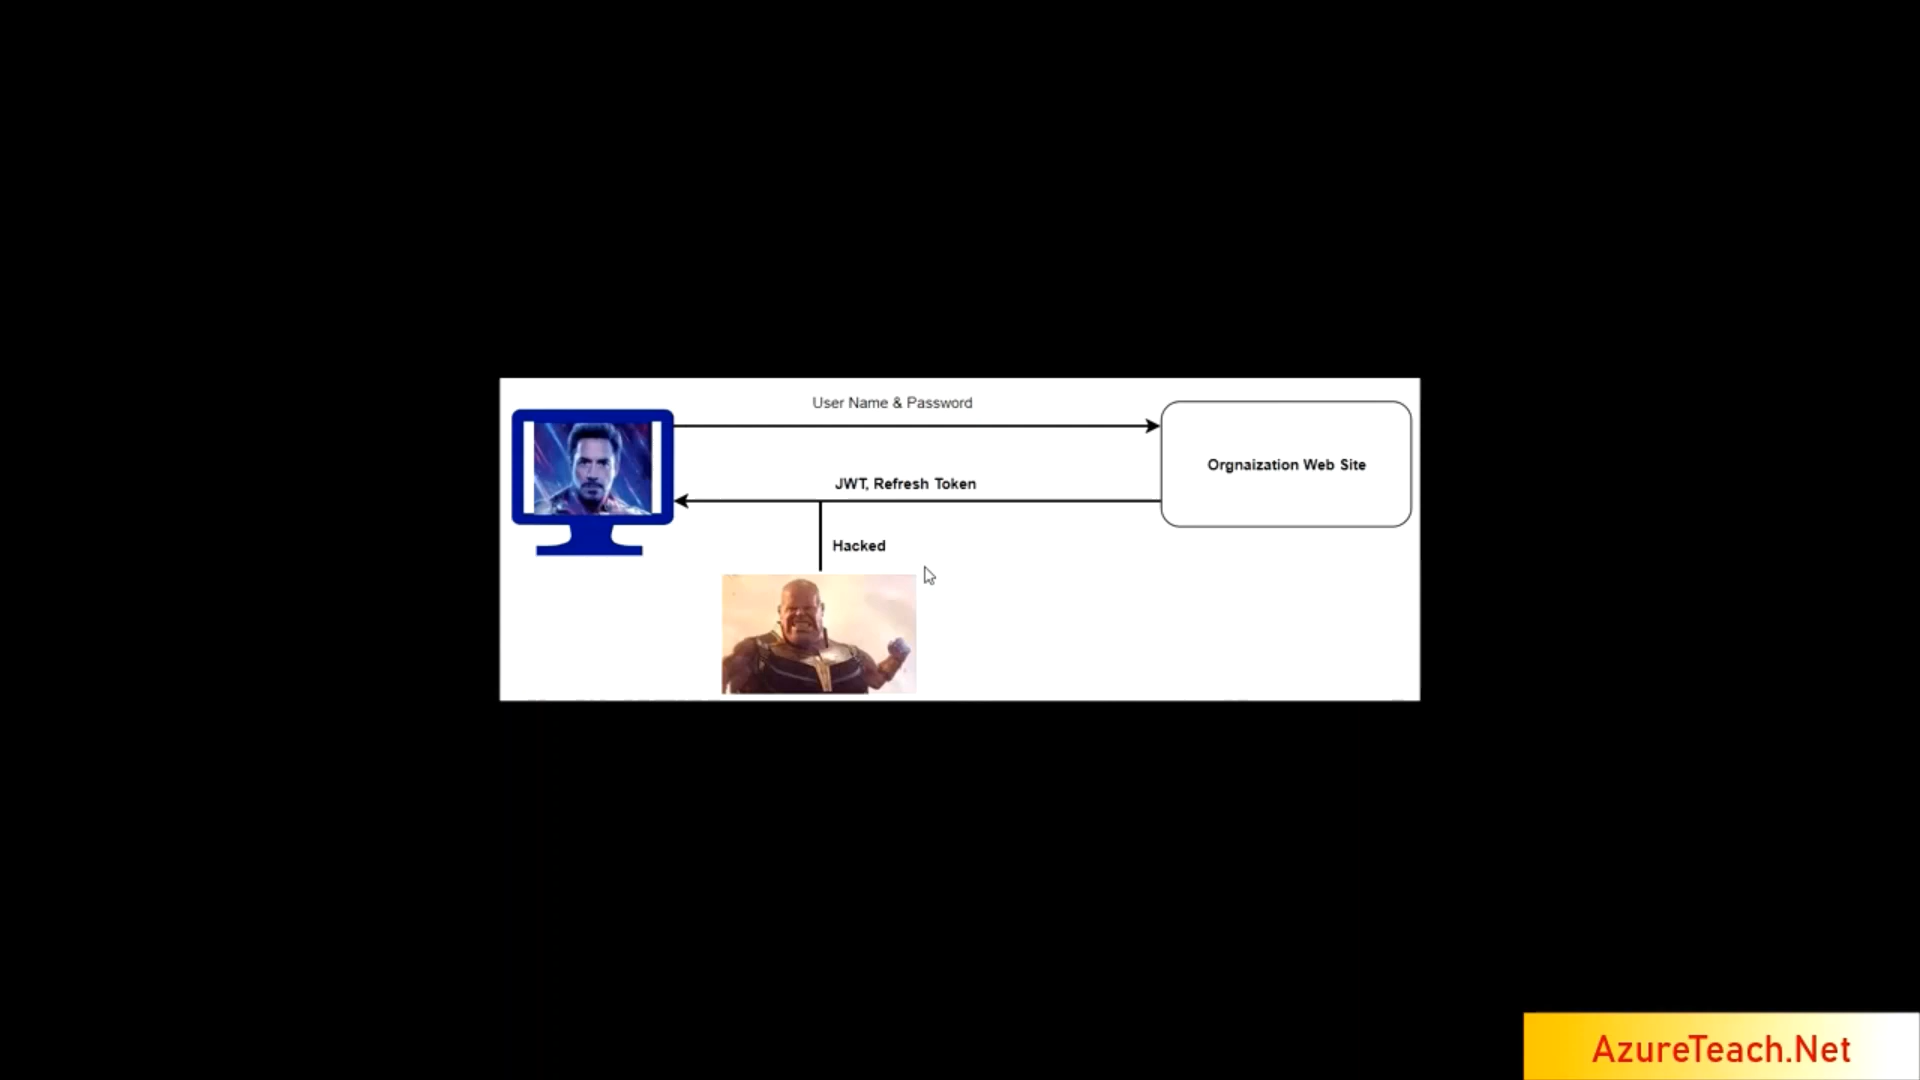 User Name & Password
Orgnaization Web Site
JWT, Refresh Token
Hacked
AzureTeach.Net